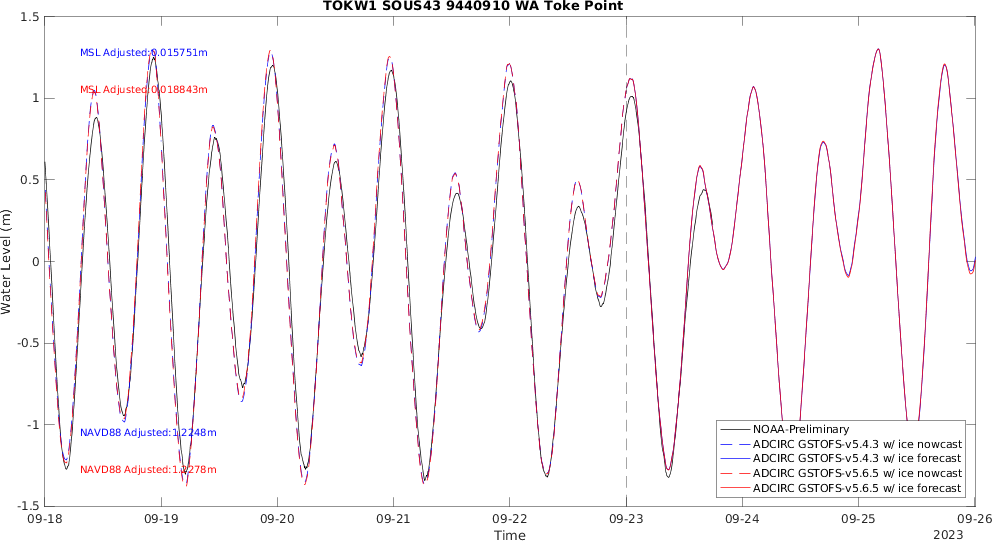 TOKW1 SOUS43 9440910 WA Toke Point
1.5
1
0.5
0
-0.5
-1
-1.5
Water Level (m)
MSL Adjusted:0.015751m
MSL Adjusted:0.018843m
NAVD88 Adjusted:1.2248m
NAVD88 Adjusted:1.2278m
NOAA-Preliminary
ADCIRC GSTOFS-v5.4.3 w/ ice nowcast
ADCIRC GSTOFS-v5.4.3 w/ ice forecast
ADCIRC GSTOFS-v5.6.5 w/ ice nowcast
ADCIRC GSTOFS-v5.6.5 w/ ice forecast
09-18 09-19 09-20 09-21 09-22 09-23 09-24 09-25 09-26
Time
2023